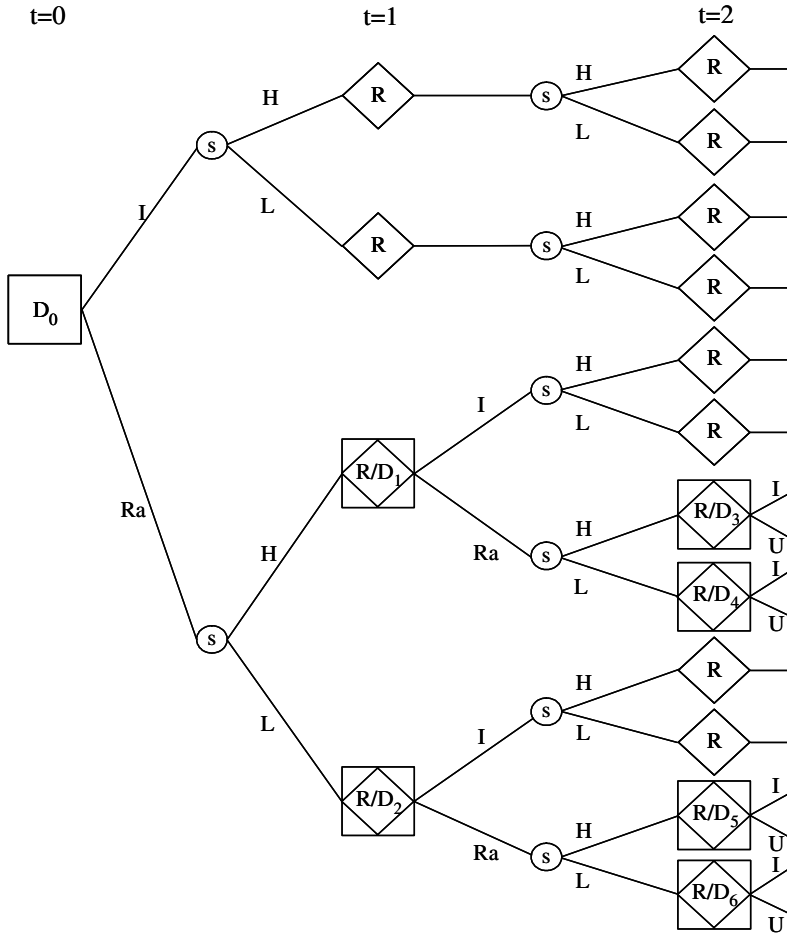 t=0 t=1 t=2
H R s H R
L R
s
I
L R s H R
L R
D0
s H R
L R
I
R/D1
Ra s H R/D3 I
U
L R/D4 I
U
Ra
H
s
L
s H R
L R
I
R/D2
Ra s H R/D5 I
U
L R/D6 I
U